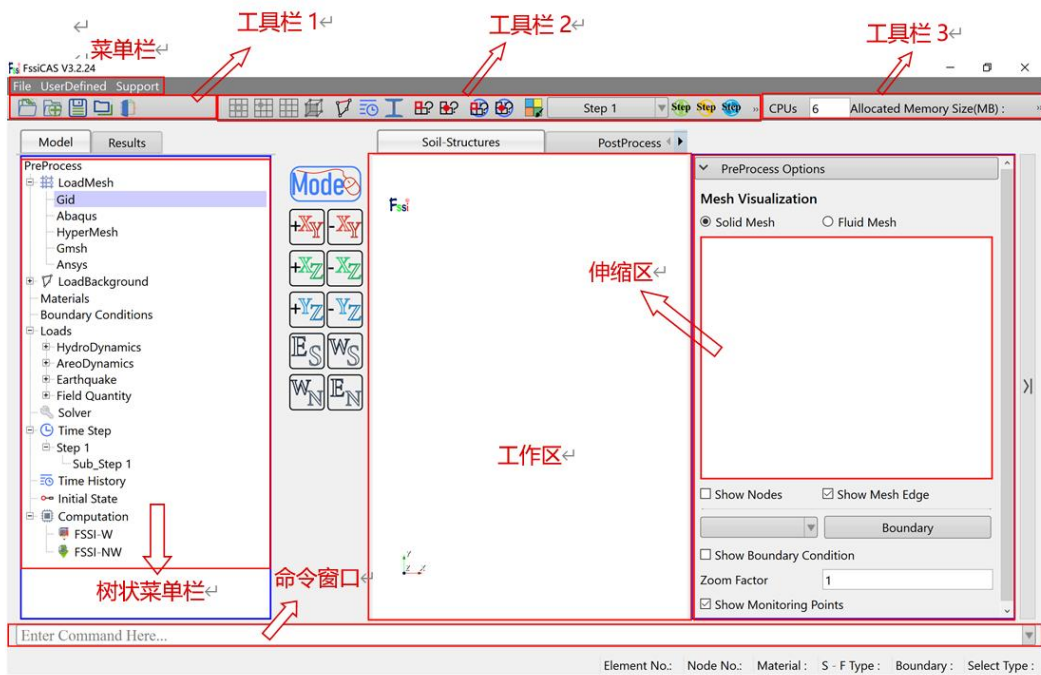 工具栏 1
工具栏 2
工具栏 3
菜单栏
FssiCAS V3.2.24
File UserDefined Support
Step 1
Step Step Step
CPUs 6 Allocated Memory Size(MB) :
Model Results
Soil-Structures PostProcess
PreProcess
LoadMesh
Gid
Abaqus
HyperMesh
Gmsh
Ansys
LoadBackground
Materials
Boundary Conditions
Loads
HydroDynamics
AreoDynamics
Earthquake
Field Quantity
Solver
Time Step
Step 1
Sub_Step 1
Time History
Initial State
Computation
FSSI-W
FSSI-NW
树状菜单栏
Mode
+XY -XY
+XZ -XZ
+YZ -YZ
ES WS
WN EN
命令窗口
Fssi
工作区
Y
Z X
伸缩区
PreProcess Options
Mesh Visualization
Solid Mesh Fluid Mesh
Show Nodes Show Mesh Edge
Boundary
Show Boundary Condition
Zoom Factor 1
Show Monitoring Points
Enter Command Here...
Element No.: Node No.: Material : S - F Type : Boundary : Select Type :